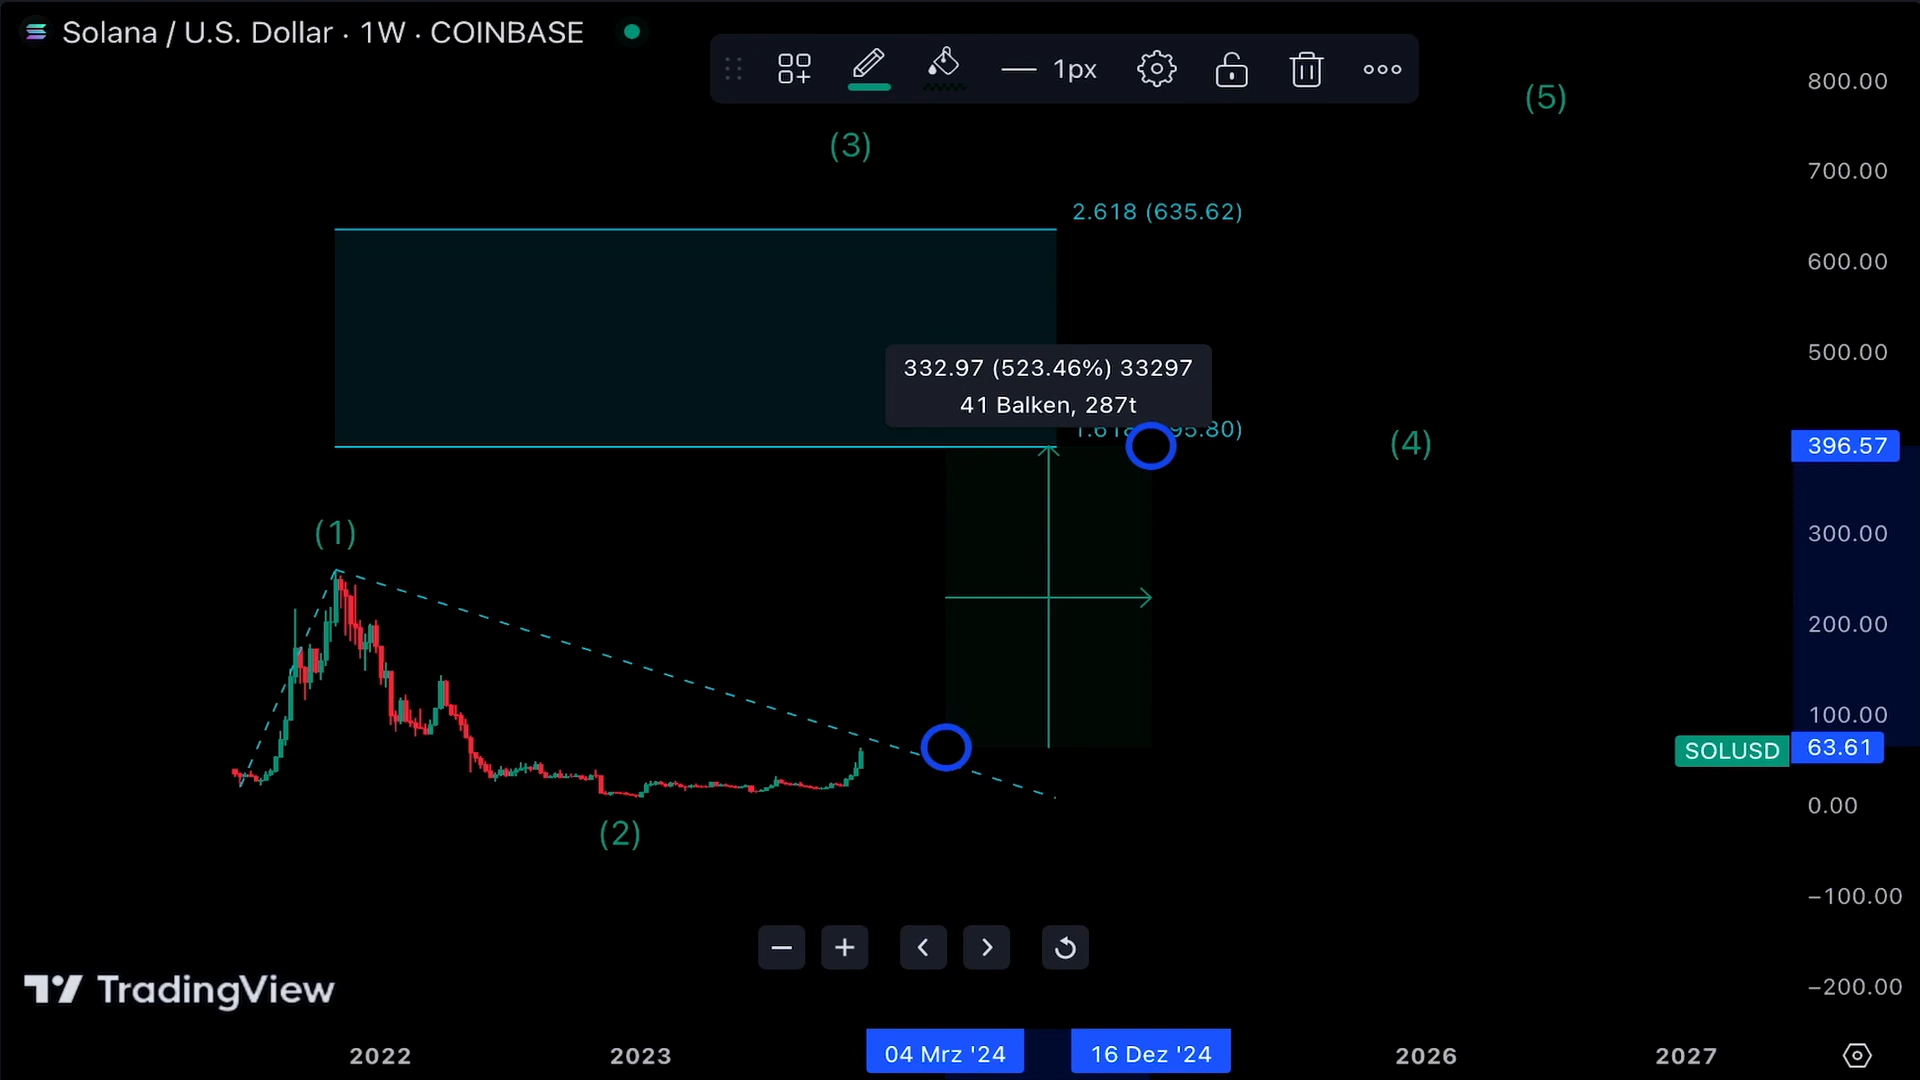 Solana / U.S. Dollar · 1W · COINBASE
1px
(5)
800.00
(3)
700.00
2.618 (635.62)
600.00
332.97 (523.46%) 33297
41 Balken, 287t
500.00
(4)
396.57
(1)
300.00
200.00
100.00
SOLUSD 63.61
0.00
(2)
−100.00
TradingView
−200.00
2022 2023 04 Mrz '24 16 Dez '24 2026 2027